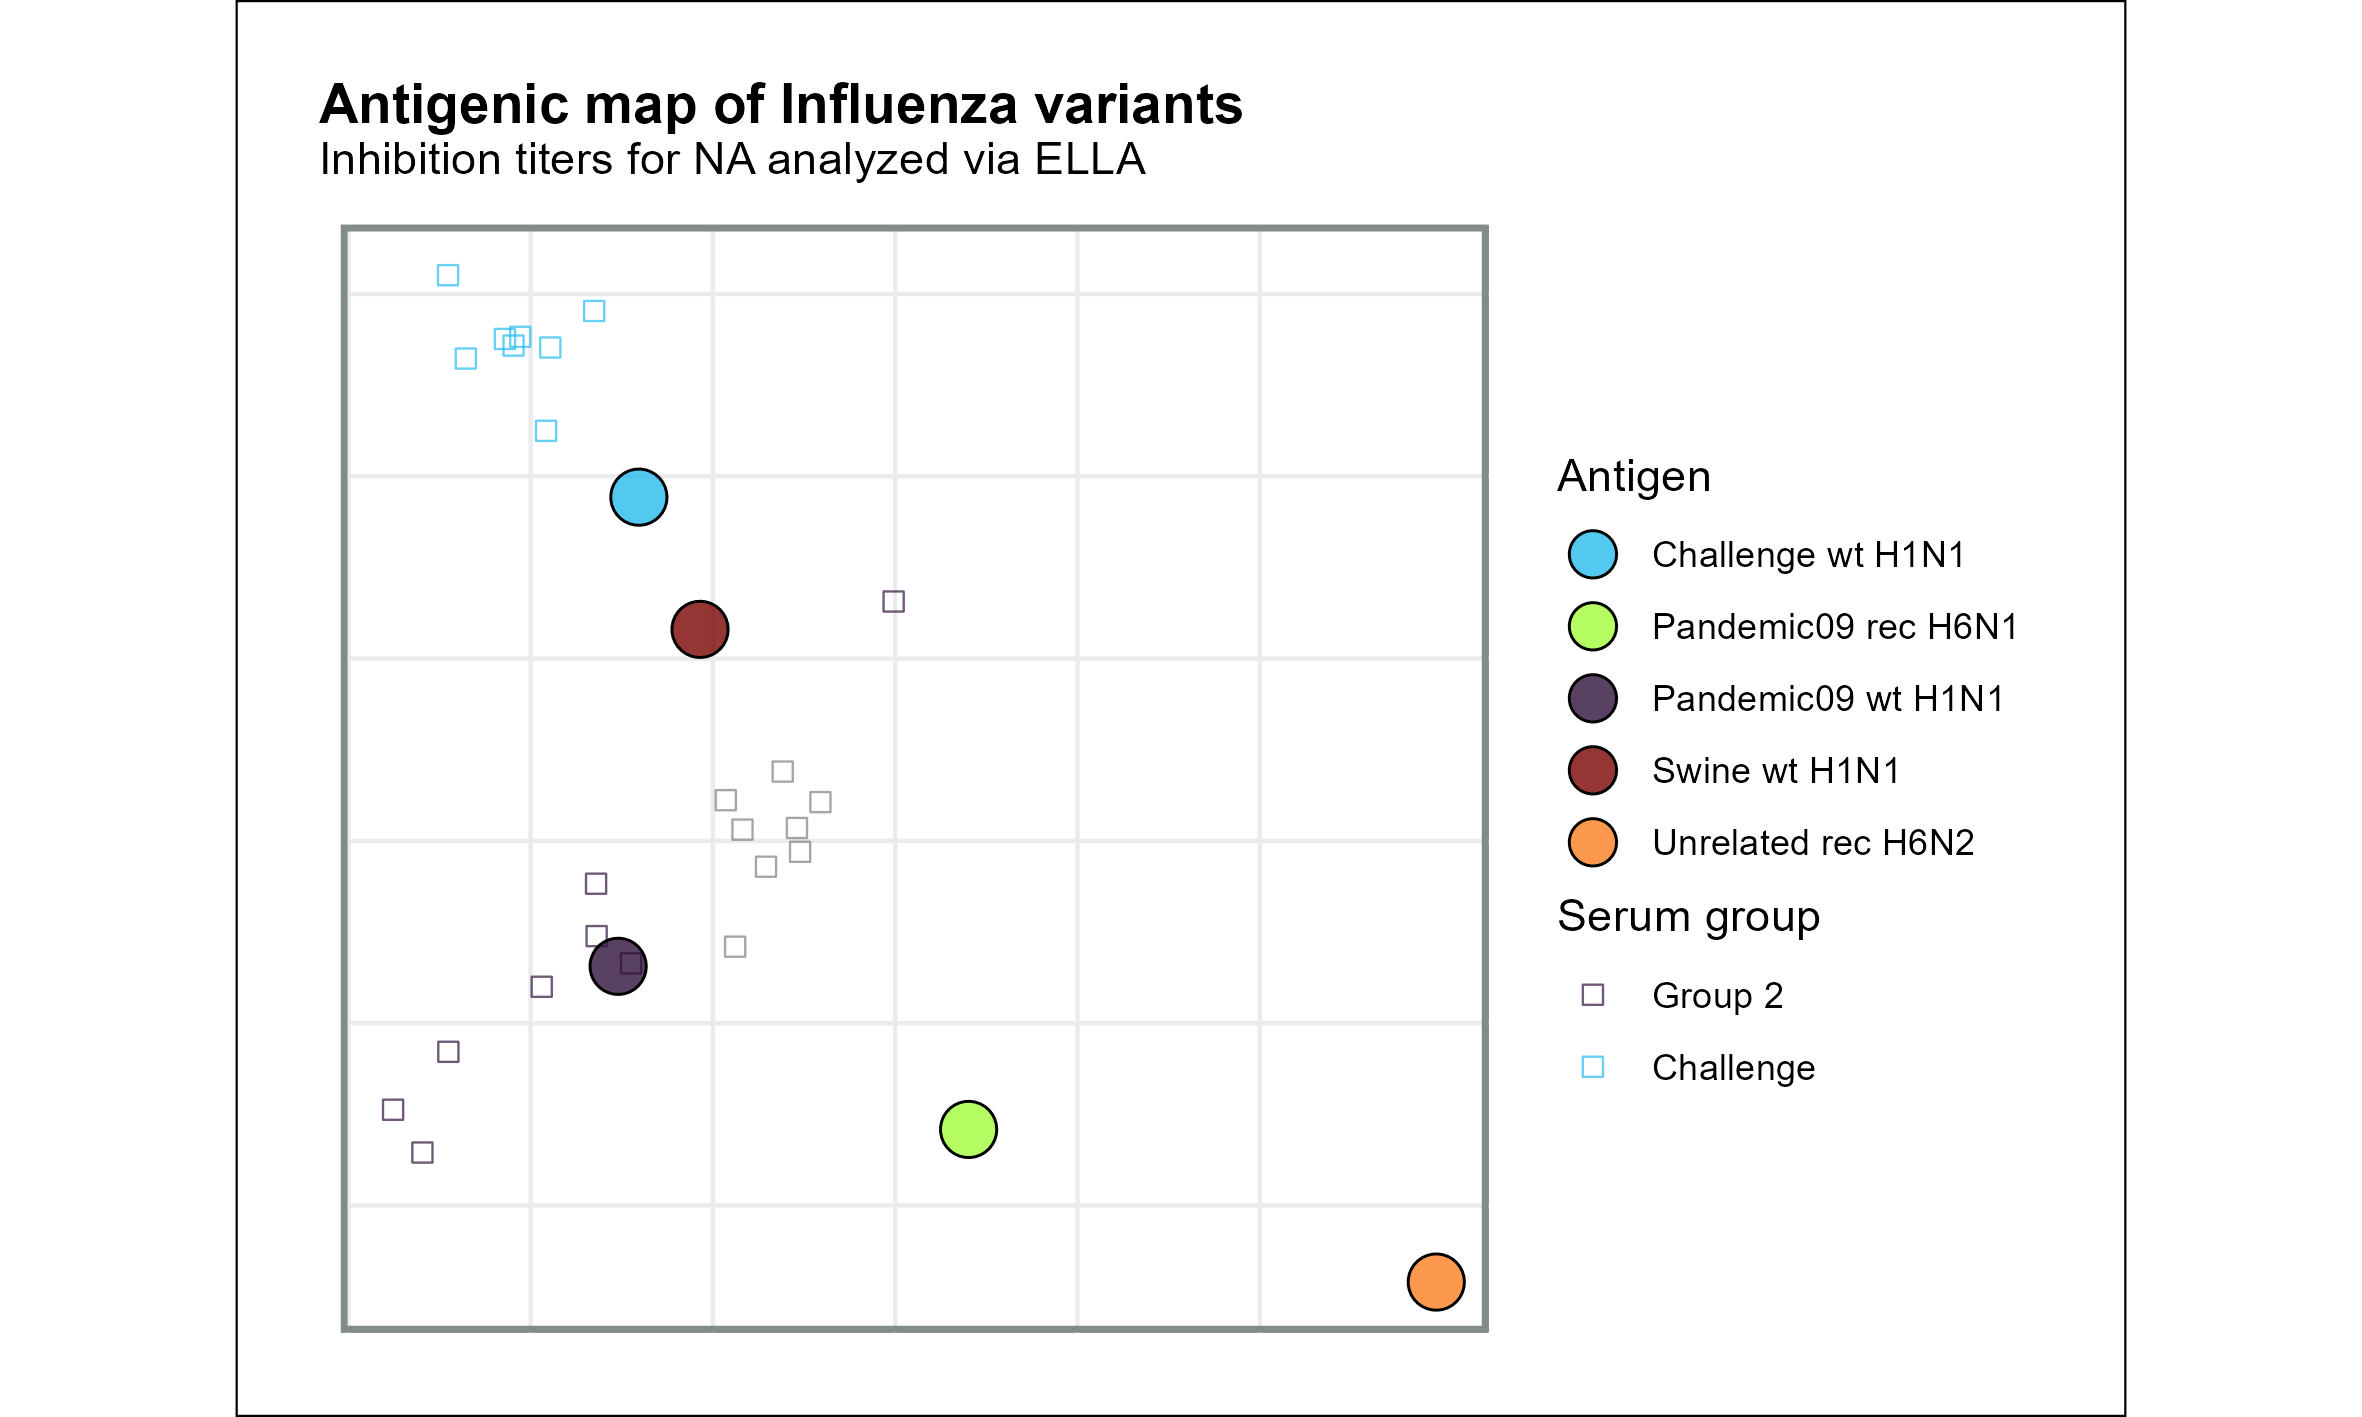 Antigenic map of Influenza variants
Inhibition titers for NA analyzed via ELLA
Antigen
Challenge wt H1N1
Pandemic09 rec H6N1
Pandemic09 wt H1N1
Swine wt H1N1
Unrelated rec H6N2
Serum group
Group 2
Challenge